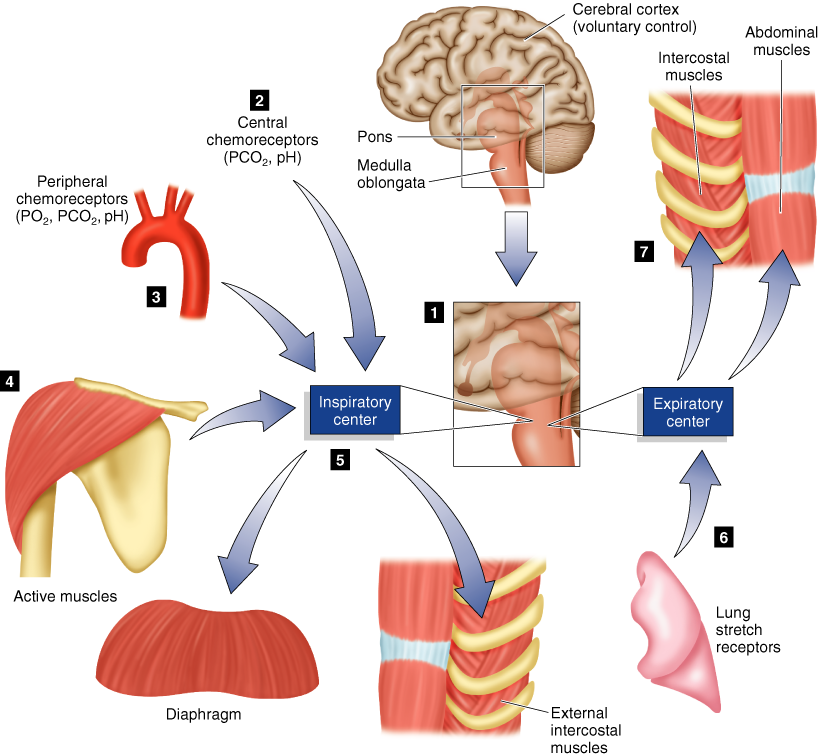 Cerebral cortex
(voluntary control)
Abdominal
muscles
Intercostal
muscles
2
Central
chemoreceptors
(PCO₂, pH)
Pons
Medulla
oblongata
Peripheral
chemoreceptors
(PO₂, PCO₂, pH)
7
3
1
4
Inspiratory
center
Expiratory
center
5
6
Active muscles
Lung
stretch
receptors
Diaphragm
External
intercostal
muscles